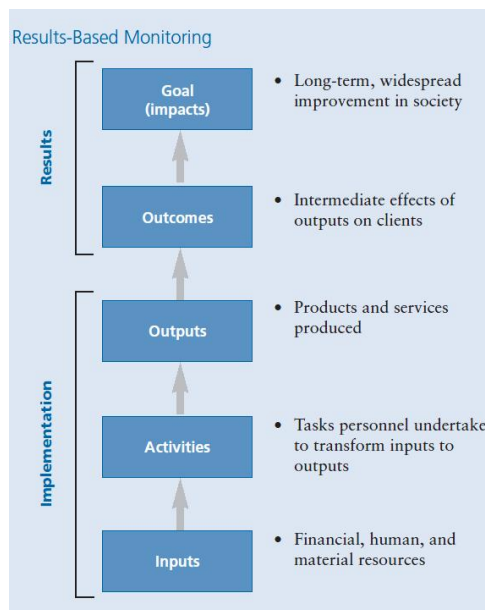 Results-Based Monitoring
Results
Goal
(impacts)
• Long-term, widespread
improvement in society
Outcomes
• Intermediate effects of
outputs on clients
Implementation
Outputs
• Products and services
produced
Activities
• Tasks personnel undertake
to transform inputs to
outputs
Inputs
• Financial, human, and
material resources